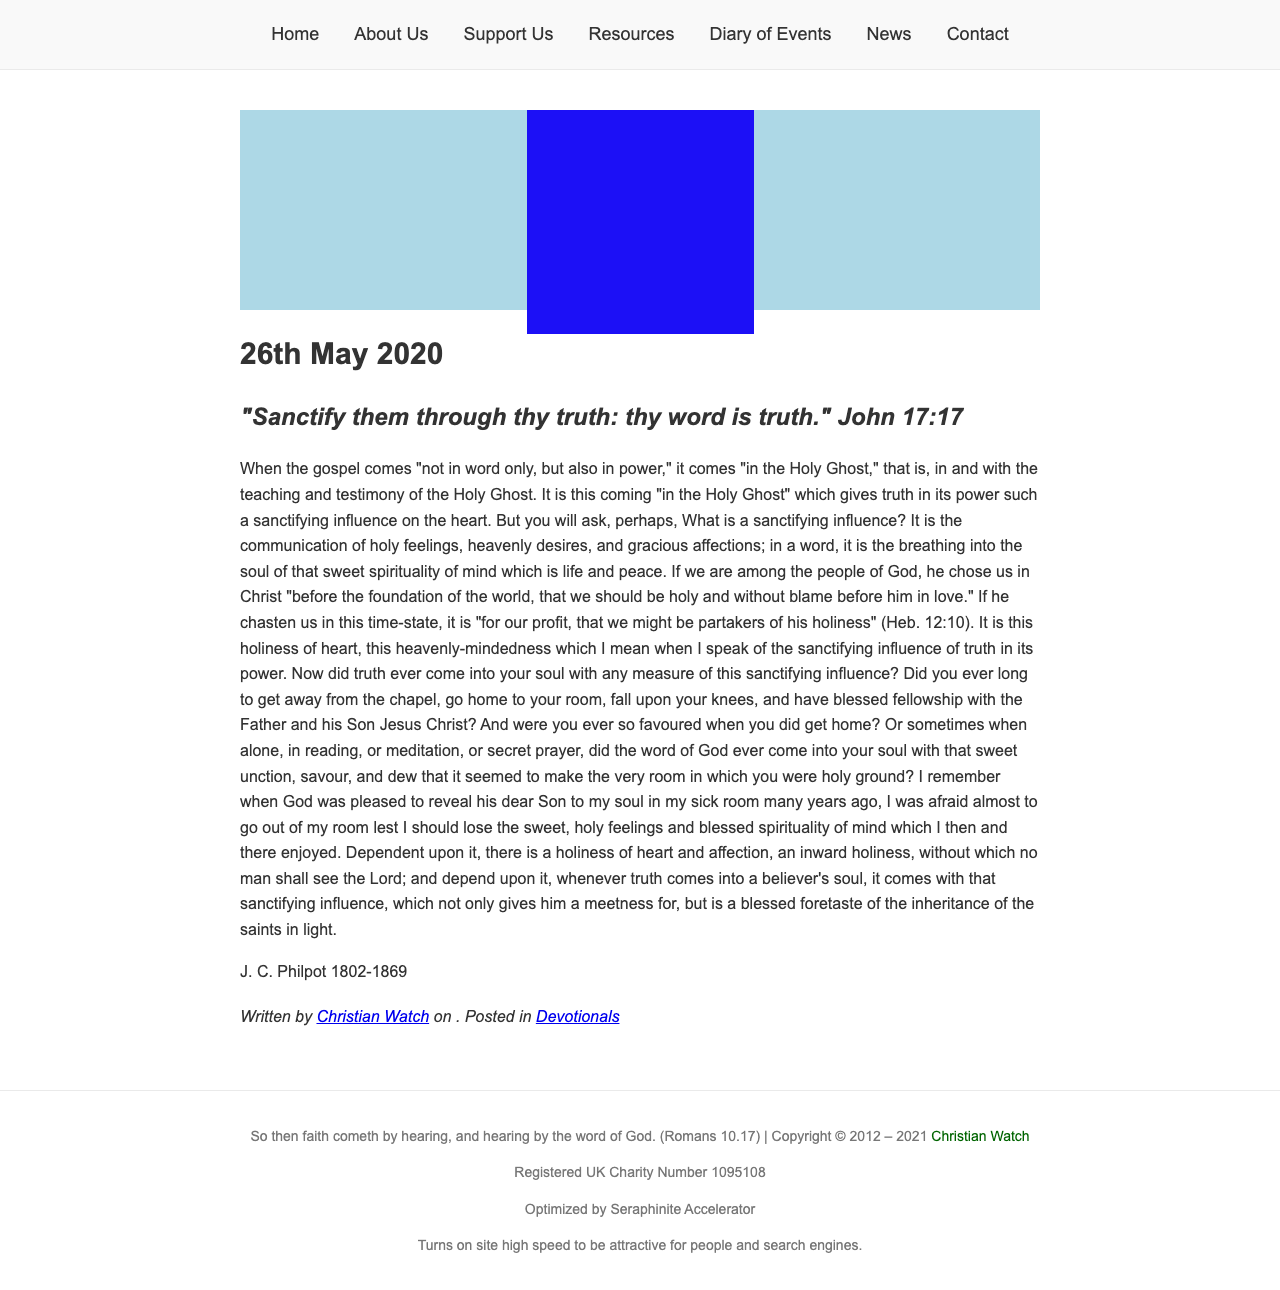 Home About Us Support Us Resources Diary of Events News Contact
26th May 2020
"Sanctify them through thy truth: thy word is truth." John 17:17
When the gospel comes "not in word only, but also in power," it comes "in the Holy Ghost," that is, in and with the
teaching and testimony of the Holy Ghost. It is this coming "in the Holy Ghost" which gives truth in its power such
a sanctifying influence on the heart. But you will ask, perhaps, What is a sanctifying influence? It is the
communication of holy feelings, heavenly desires, and gracious affections; in a word, it is the breathing into the
soul of that sweet spirituality of mind which is life and peace. If we are among the people of God, he chose us in
Christ "before the foundation of the world, that we should be holy and without blame before him in love." If he
chasten us in this time-state, it is "for our profit, that we might be partakers of his holiness" (Heb. 12:10). It is this
holiness of heart, this heavenly-mindedness which I mean when I speak of the sanctifying influence of truth in its
power. Now did truth ever come into your soul with any measure of this sanctifying influence? Did you ever long
to get away from the chapel, go home to your room, fall upon your knees, and have blessed fellowship with the
Father and his Son Jesus Christ? And were you ever so favoured when you did get home? Or sometimes when
alone, in reading, or meditation, or secret prayer, did the word of God ever come into your soul with that sweet
unction, savour, and dew that it seemed to make the very room in which you were holy ground? I remember
when God was pleased to reveal his dear Son to my soul in my sick room many years ago, I was afraid almost to
go out of my room lest I should lose the sweet, holy feelings and blessed spirituality of mind which I then and
there enjoyed. Dependent upon it, there is a holiness of heart and affection, an inward holiness, without which no
man shall see the Lord; and depend upon it, whenever truth comes into a believer's soul, it comes with that
sanctifying influence, which not only gives him a meetness for, but is a blessed foretaste of the inheritance of the
saints in light.
J. C. Philpot 1802-1869
Written by Christian Watch on . Posted in Devotionals
So then faith cometh by hearing, and hearing by the word of God. (Romans 10.17) | Copyright © 2012 – 2021 Christian Watch
Registered UK Charity Number 1095108
Optimized by Seraphinite Accelerator
Turns on site high speed to be attractive for people and search engines.